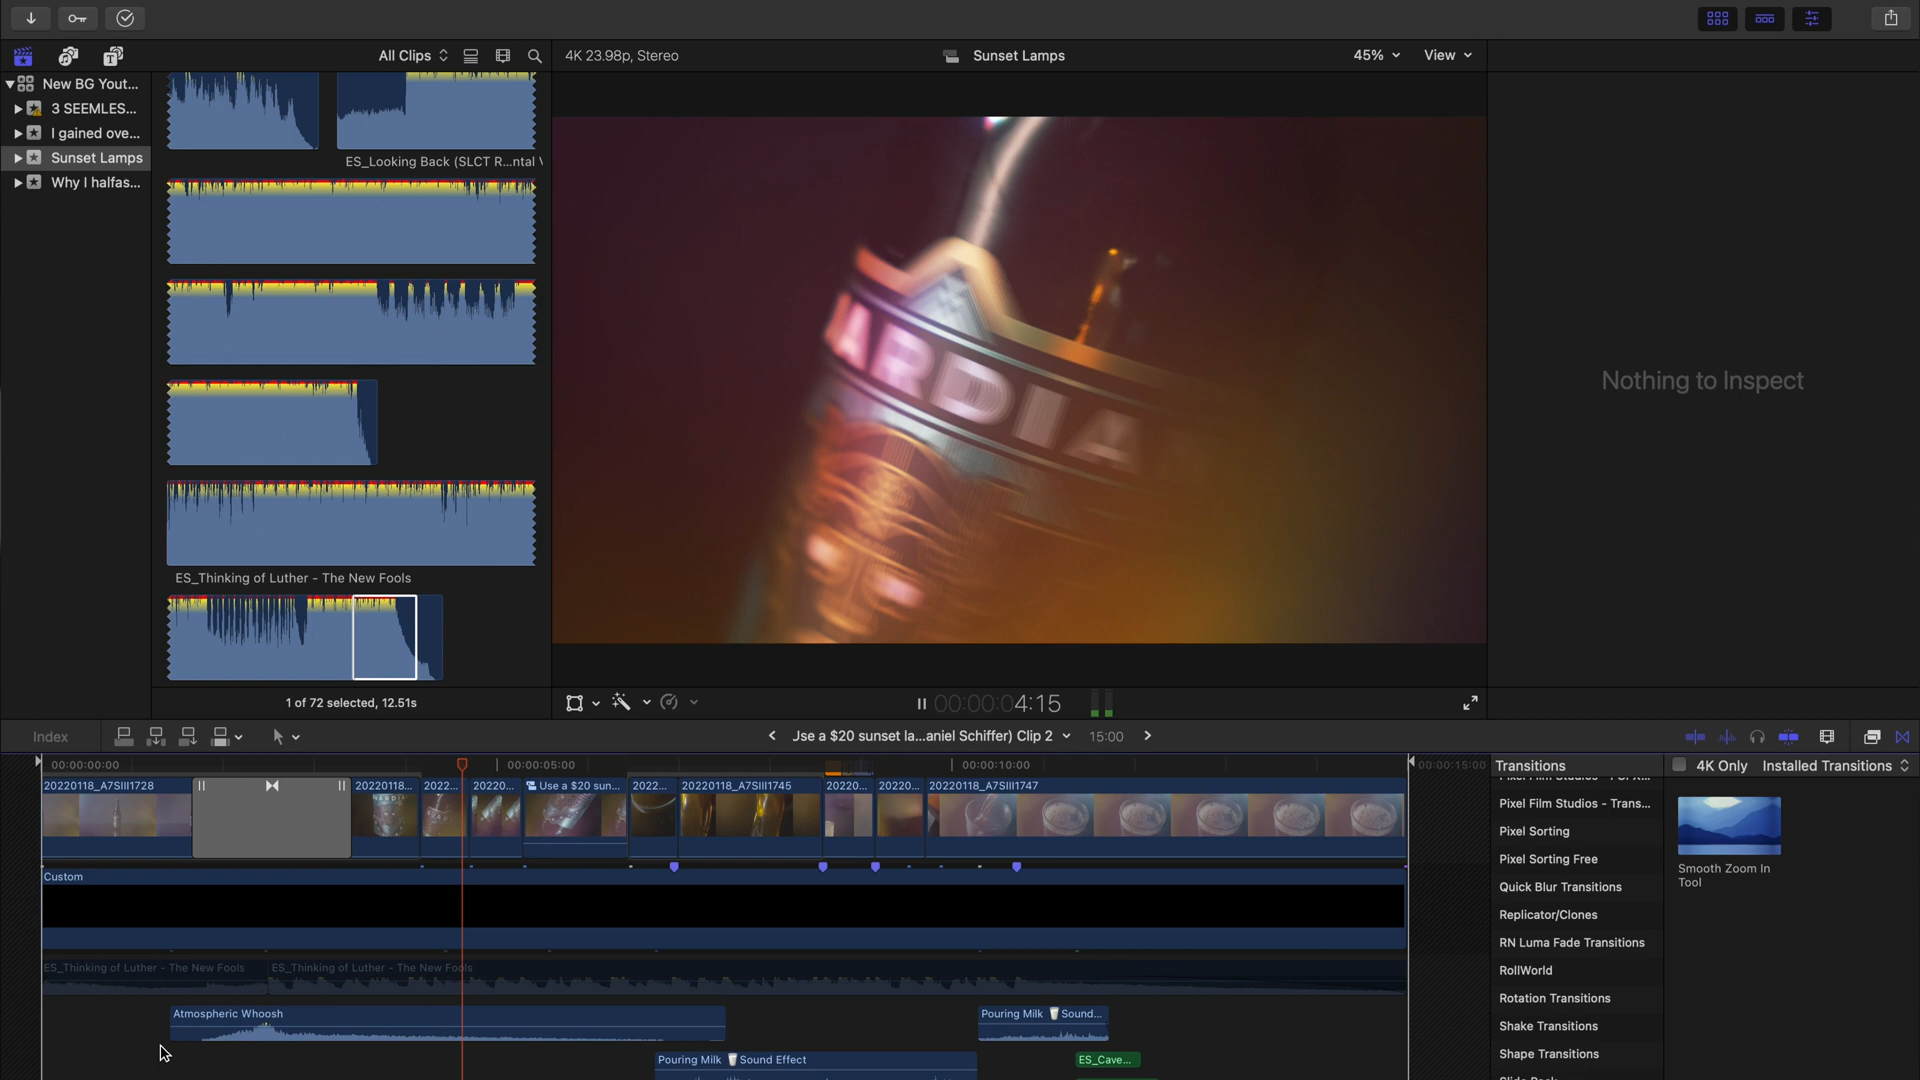 All Clips
4K 23.98p, Stereo
Sunset Lamps
45%
View
New BG Yout...
3 SEEMLES...
I gained ove...
Sunset Lamps
Why I halfas...
ES_Looking Back (SLCT R...ntal
ES_Thinking of Luther - The New Fools
1 of 72 selected, 12.51s
ARDIA
Nothing to Inspect
00:00:04:15
Index
Jse a $20 sunset la...aniel Schiffer) Clip 2
15:00
00:00:00:00
00:00:05:00
00:00:10:00
00:00:15:00
20220118_A7SIII1728
20220118...
2022...
20220...
Use a $20 sun...
2022...
20220118_A7SIII1745
20220...
20220...
20220118_A7SIII1747
Custom
ES_Thinking of Luther - The New Fools
ES_Thinking of Luther - The New Fools
Atmospheric Whoosh
Pouring Milk 🥛Sound...
Pouring Milk 🥛Sound Effect
ES_Cave...
Transitions
4K Only
Installed Transitions
Pixel Film Studios - Trans...
Pixel Sorting
Pixel Sorting Free
Quick Blur Transitions
Replicator/Clones
RN Luma Fade Transitions
RollWorld
Rotation Transitions
Shake Transitions
Shape Transitions
Smooth Zoom In
Tool